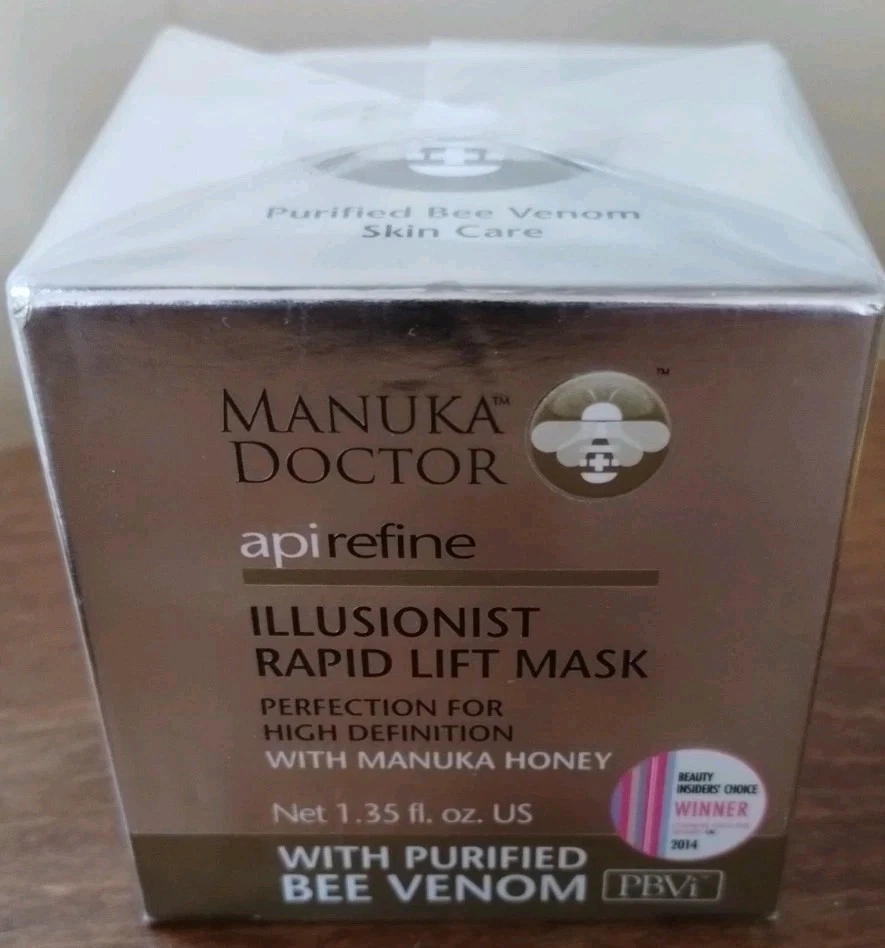 Purified Bee Venom
Skin Care
MANUKA™
DOCTOR
™
apirefine
ILLUSIONIST
RAPID LIFT MASK
PERFECTION FOR
HIGH DEFINITION
WITH MANUKA HONEY
Net 1.35 fl. oz. US
BEAUTY
INSIDERS' CHOICE
WINNER
2014
WITH PURIFIED
BEE VENOM
PBVi™